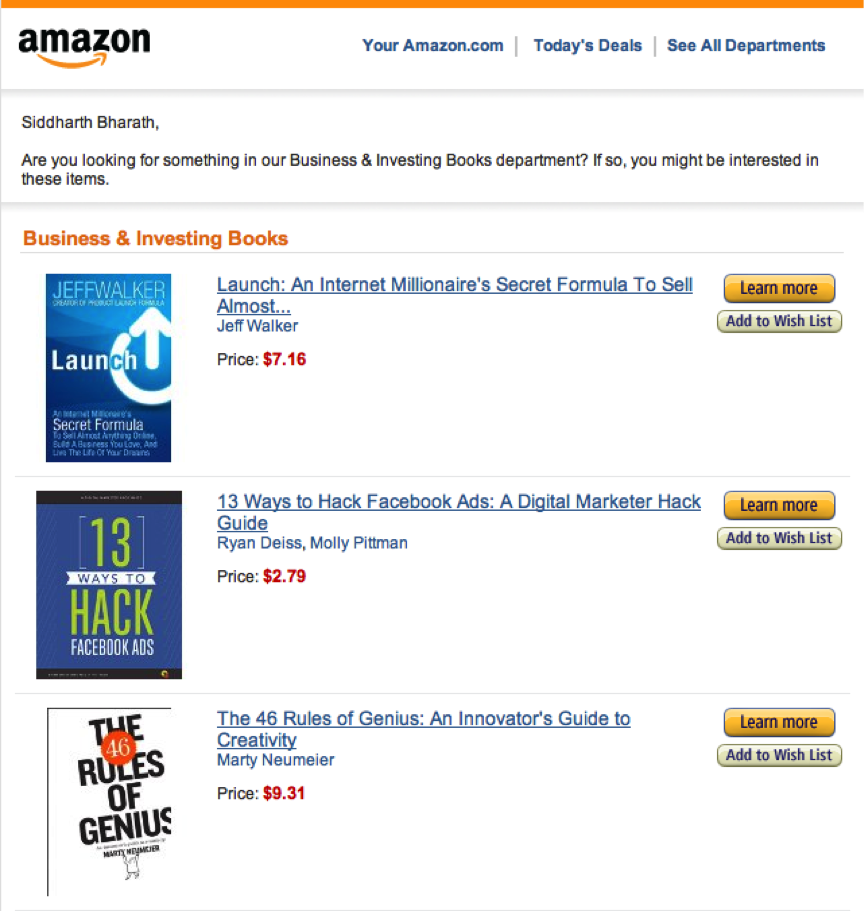 amazon
Your Amazon.com | Today's Deals | See All Departments
Siddharth Bharath,
Are you looking for something in our Business & Investing Books department? If so, you might be interested in
these items.
Business & Investing Books
JEFFWALKER
CREATOR OF PRODUCT LAUNCH FORMULA
Launch
An Internet Millionaire's
Secret Formula
To Sell Almost Anything Online,
Build A Business You Love, And
Live The Life Of Your Dreams
Launch: An Internet Millionaire's Secret Formula To Sell
Almost...
Jeff Walker
Price: $7.16
Learn more
Add to Wish List
[13]
WAYS TO
HACK
FACEBOOK ADS
13 Ways to Hack Facebook Ads: A Digital Marketer Hack
Guide
Ryan Deiss, Molly Pittman
Price: $2.79
Learn more
Add to Wish List
THE
46
RULES
OF
GENIUS
MARTY NEUMEIER
The 46 Rules of Genius: An Innovator's Guide to
Creativity
Marty Neumeier
Price: $9.31
Learn more
Add to Wish List